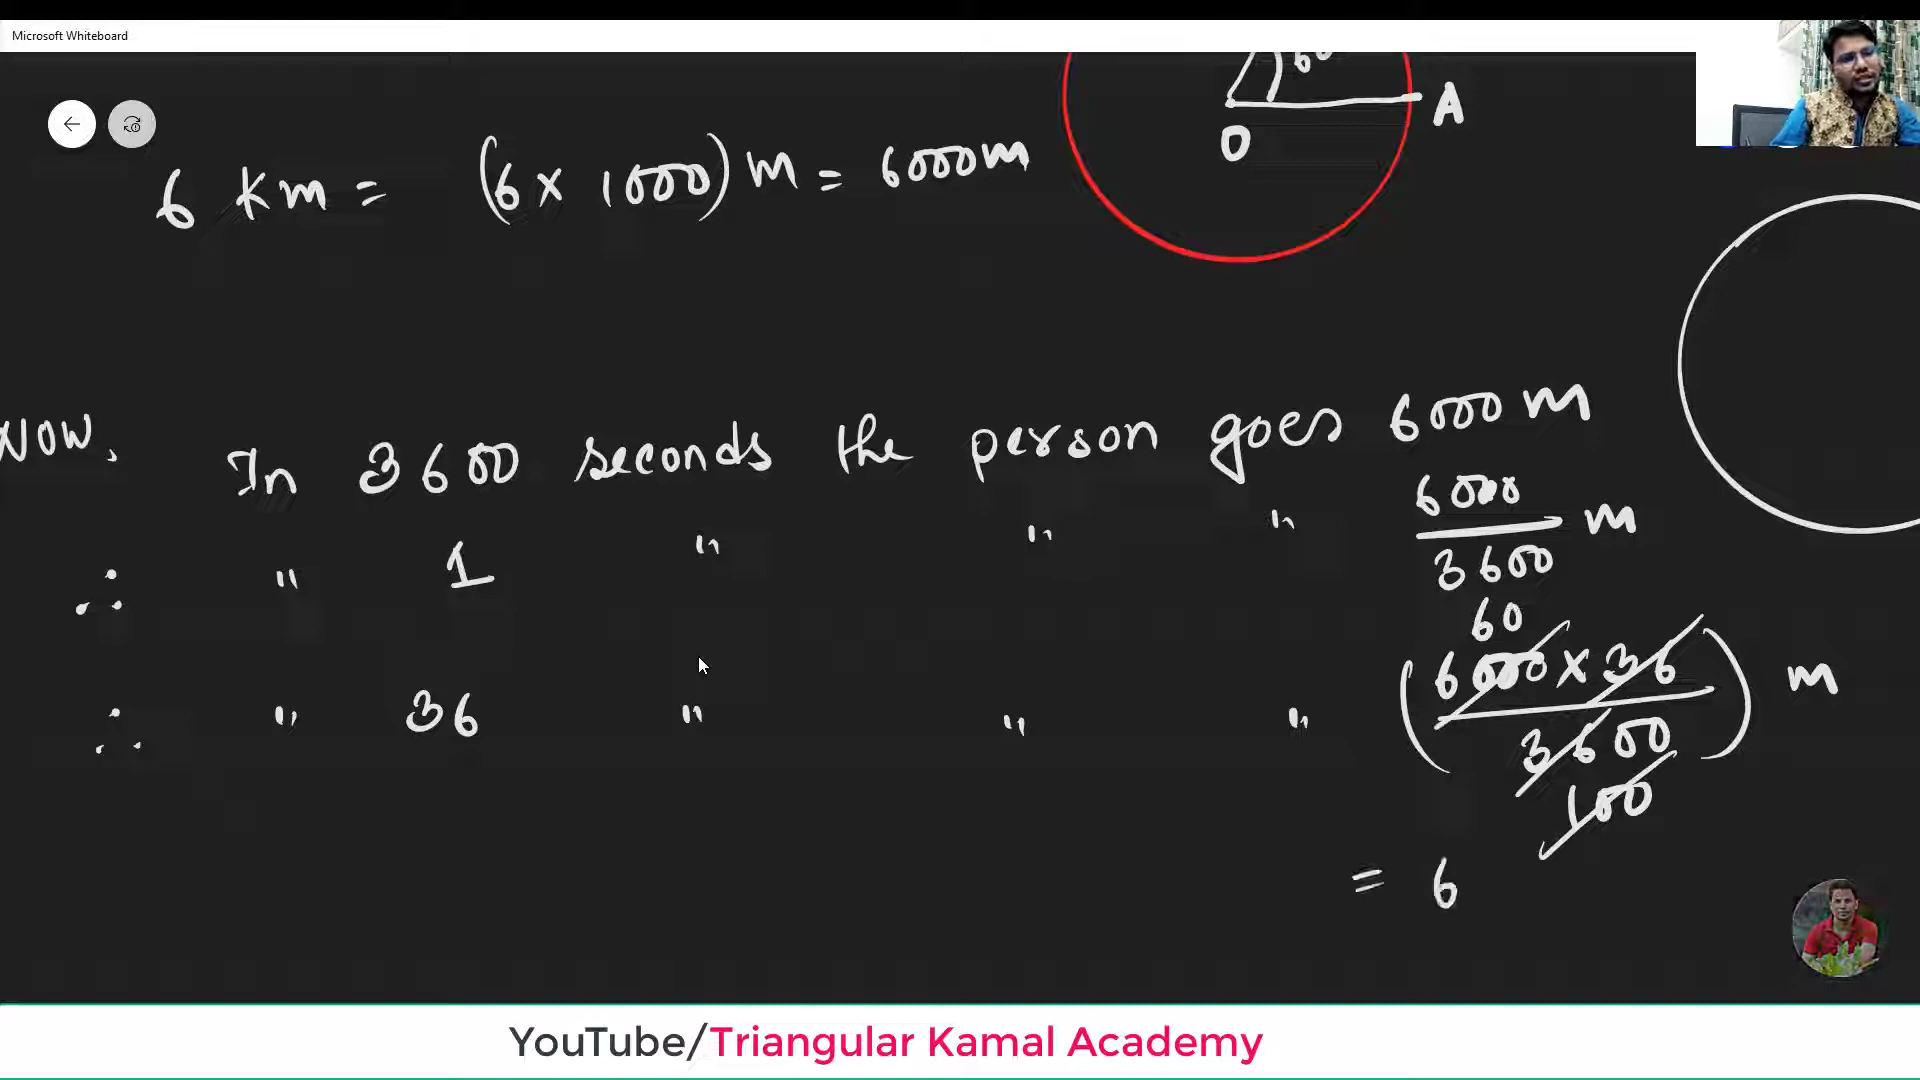 Microsoft Whiteboard
60
A
O
6 Km = (6 x 1000) m = 6000m
NOW, In 3600 seconds the person goes 6000 m
∴ " 1 " " " 6000/3600 m
60
∴ " 36 " " " (6000 x 36 / 3600) m
100
= 6
YouTube/Triangular Kamal Academy